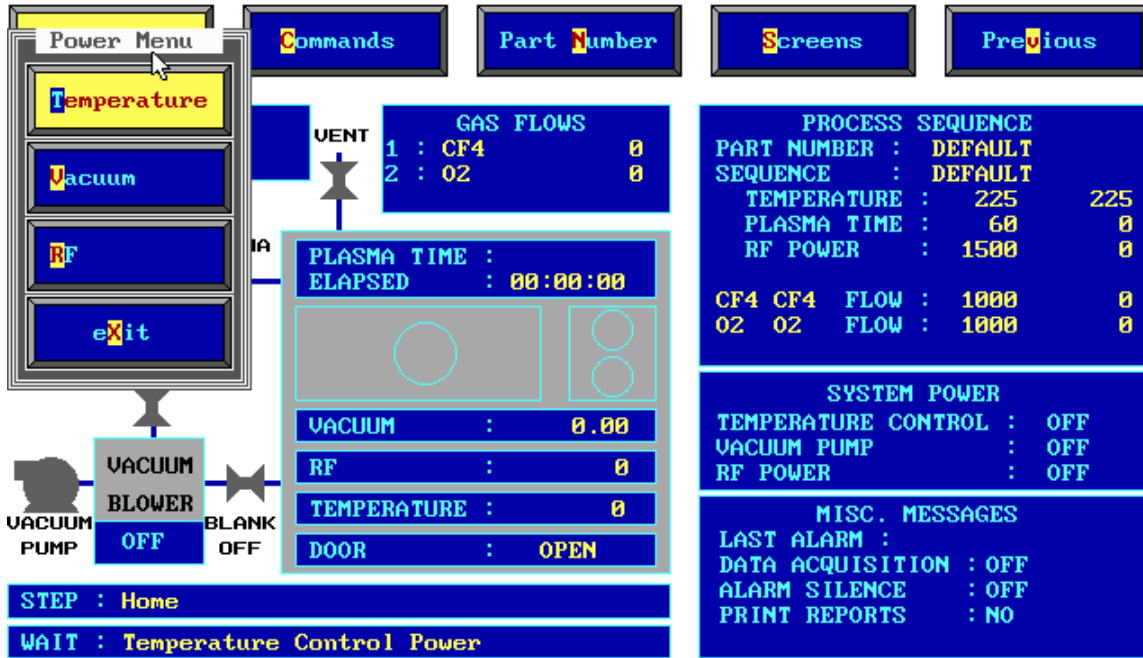 Commands
Part Number
Screens
Previous
Power Menu
Temperature
Vacuum
RF
eXit
VENT
GAS FLOWS
1 : CF4 0
2 : O2 0
PLASMA TIME :
ELAPSED : 00:00:00
VACUUM : 0.00
RF : 0
TEMPERATURE : 0
DOOR : OPEN
VACUUM
BLOWER
OFF
VACUUM
PUMP
BLANK
OFF
STEP : Home
WAIT : Temperature Control Power
PROCESS SEQUENCE
PART NUMBER : DEFAULT
SEQUENCE : DEFAULT
TEMPERATURE : 225 225
PLASMA TIME : 60 0
RF POWER : 1500 0
CF4 CF4 FLOW : 1000 0
O2 O2 FLOW : 1000 0
SYSTEM POWER
TEMPERATURE CONTROL : OFF
VACUUM PUMP : OFF
RF POWER : OFF
MISC. MESSAGES
LAST ALARM :
DATA ACQUISITION : OFF
ALARM SILENCE : OFF
PRINT REPORTS : NO